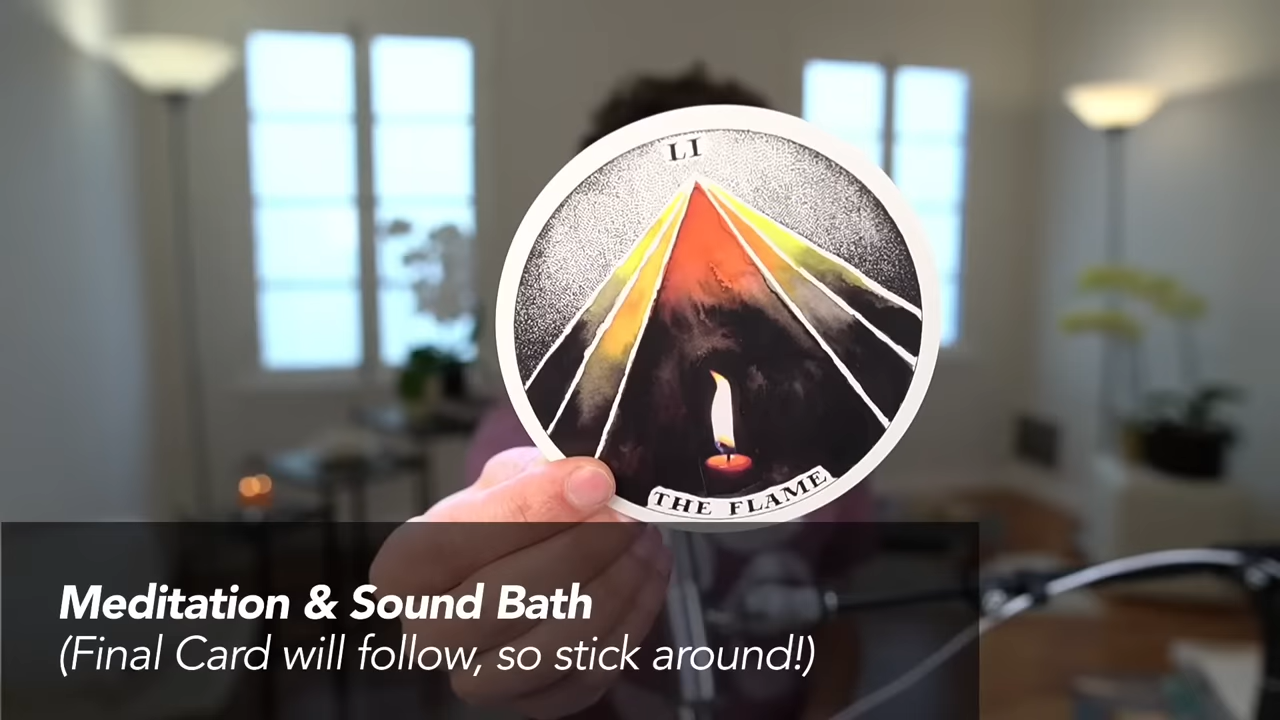 LI
THE FLAME
Meditation & Sound Bath
(Final Card will follow, so stick around!)